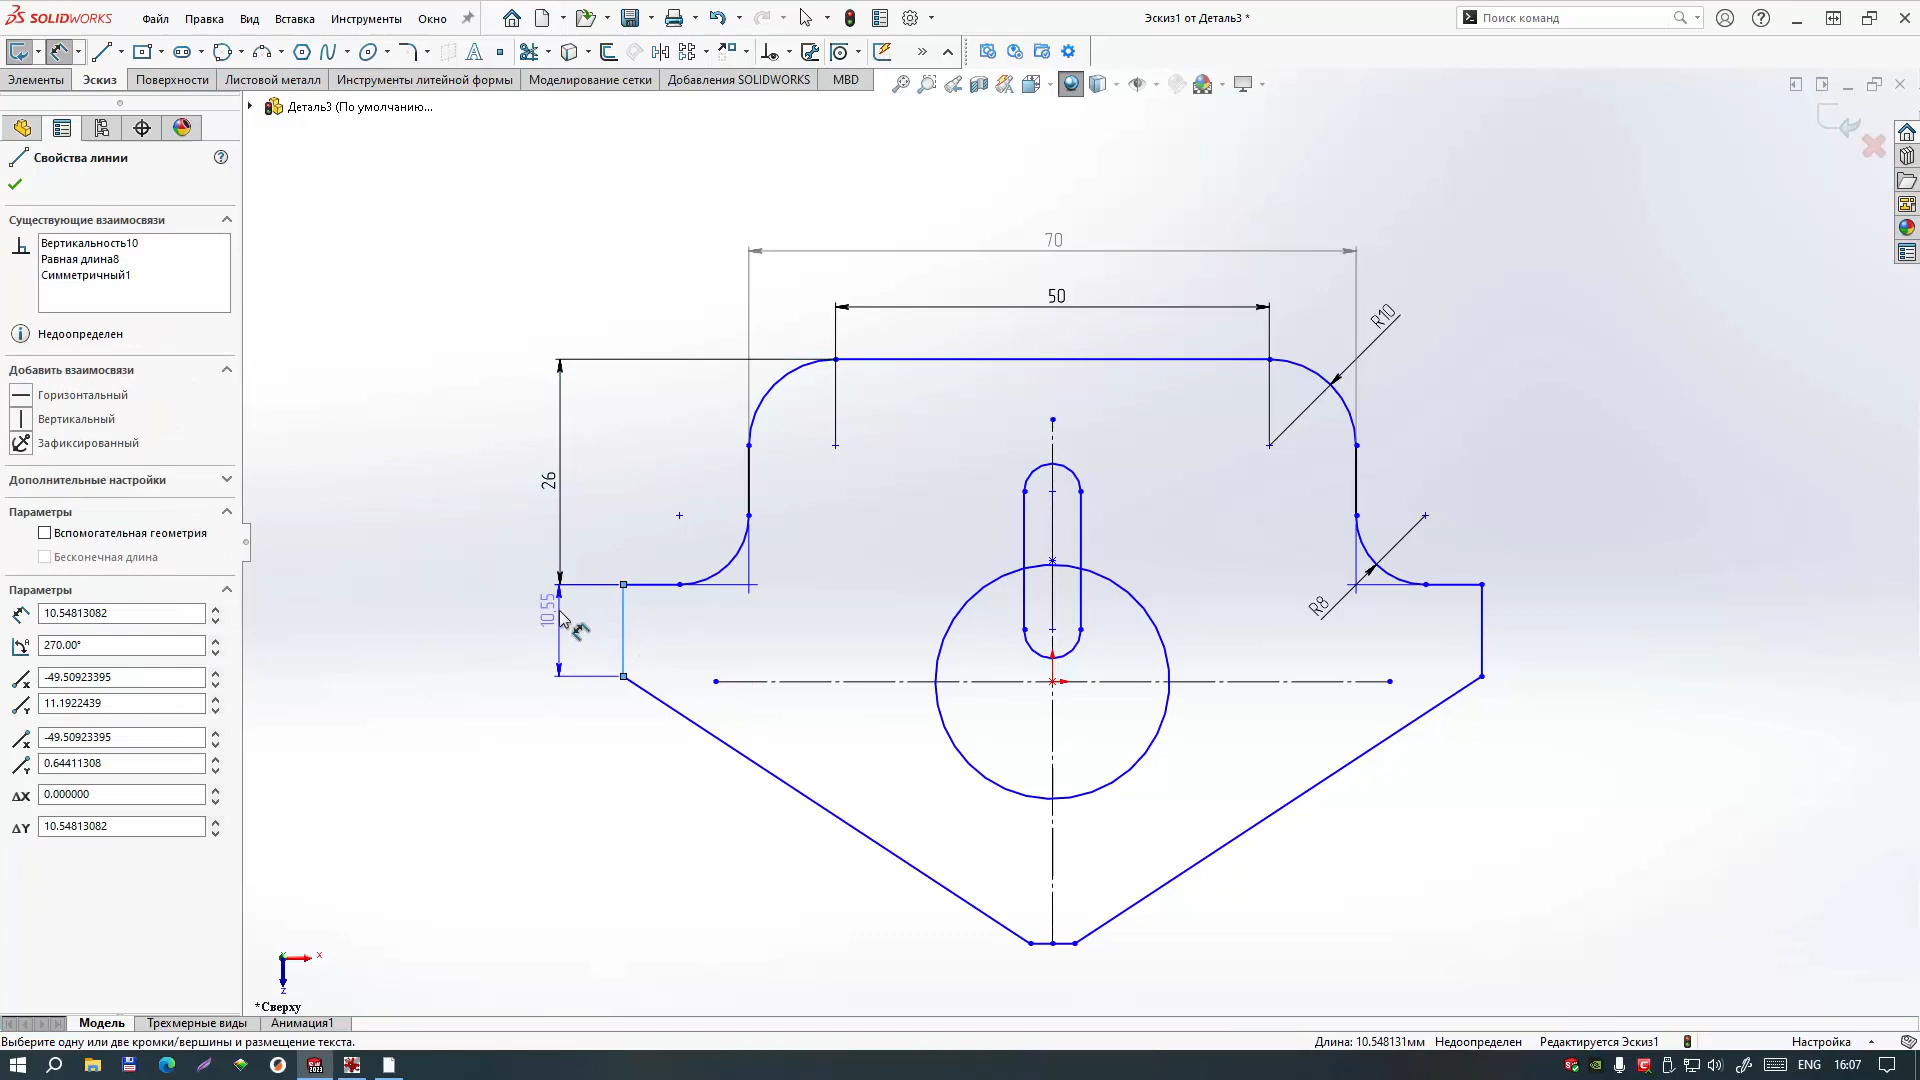 SOLIDWORKS
Файл Правка Вид Вставка Инструменты Окно
Эскиз1 от Деталь3 *
Поиск команд
Элементы Эскиз Поверхности Листовой металл Инструменты литейной формы Моделирование сетки Добавления SOLIDWORKS MBD
Деталь3 (По умолчанию...
Свойства линии
Существующие взаимосвязи
Вертикальность10
Равная длина8
Симметричный1
Недоопределен
Добавить взаимосвязи
Горизонтальный
Вертикальный
Зафиксированный
Дополнительные настройки
Параметры
Вспомогательная геометрия
Бесконечная длина
Параметры
10.54813082
270.00°
-49.50923395
11.1922439
-49.50923395
0.64411308
ΔX 0.000000
ΔY 10.54813082
70
50
R10
26
10.55
R8
x
z
*Сверху
Модель Трехмерные виды Анимация1
Выберите одну или две кромки/вершины и размещение текста.
Длина: 10.548131мм Недоопределен Редактируется Эскиз1 Настройка
ENG 16:07